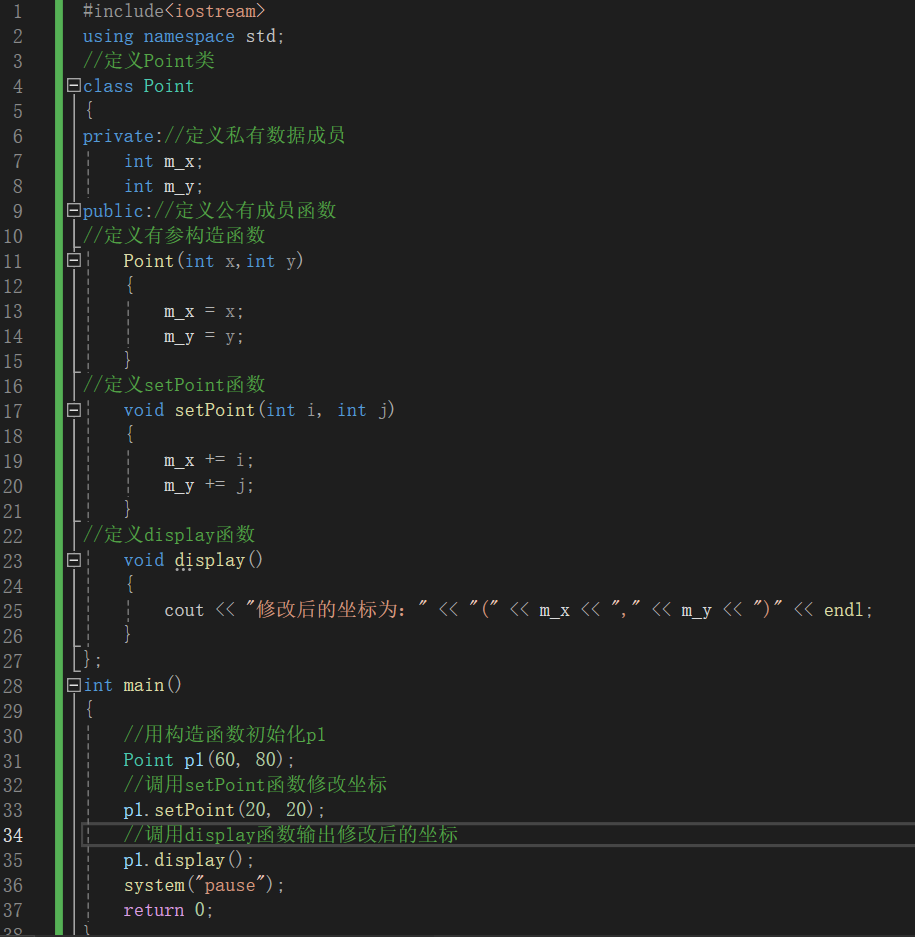 1 #include<iostream>
2 using namespace std;
3 //定义Point类
4 class Point
5 {
6 private://定义私有数据成员
7 int m_x;
8 int m_y;
9 public://定义公有成员函数
10 //定义有参构造函数
11 Point(int x,int y)
12 {
13 m_x = x;
14 m_y = y;
15 }
16 //定义setPoint函数
17 void setPoint(int i, int j)
18 {
19 m_x += i;
20 m_y += j;
21 }
22 //定义display函数
23 void display()
24 {
25 cout << "修改后的坐标为：" << "(" << m_x << "," << m_y << ")" << endl;
26 }
27 };
28 int main()
29 {
30 //用构造函数初始化p1
31 Point p1(60, 80);
32 //调用setPoint函数修改坐标
33 p1.setPoint(20, 20);
34 //调用display函数输出修改后的坐标
35 p1.display();
36 system("pause");
37 return 0;
38 }